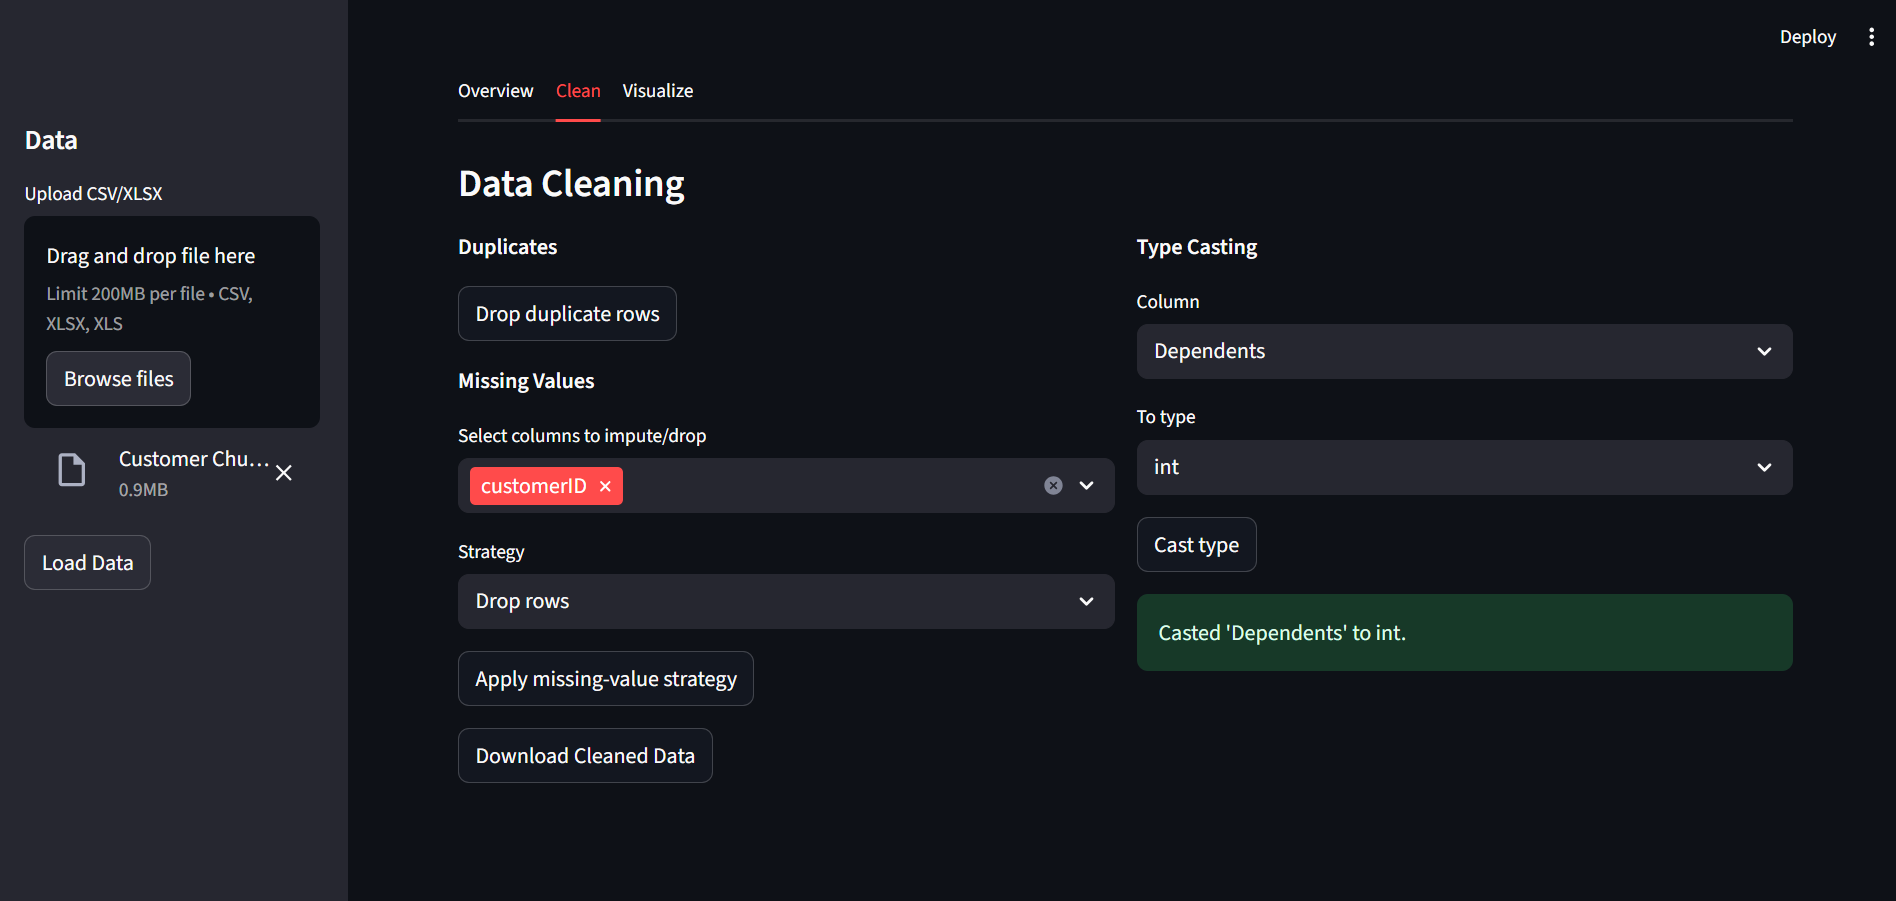 Deploy
Data
Upload CSV/XLSX
Drag and drop file here
Limit 200MB per file • CSV,
XLSX, XLS
Browse files
Customer Chu...
0.9MB
Load Data
Overview Clean Visualize
Data Cleaning
Duplicates
Drop duplicate rows
Missing Values
Select columns to impute/drop
customerID
Strategy
Drop rows
Apply missing-value strategy
Download Cleaned Data
Type Casting
Column
Dependents
To type
int
Cast type
Casted 'Dependents' to int.